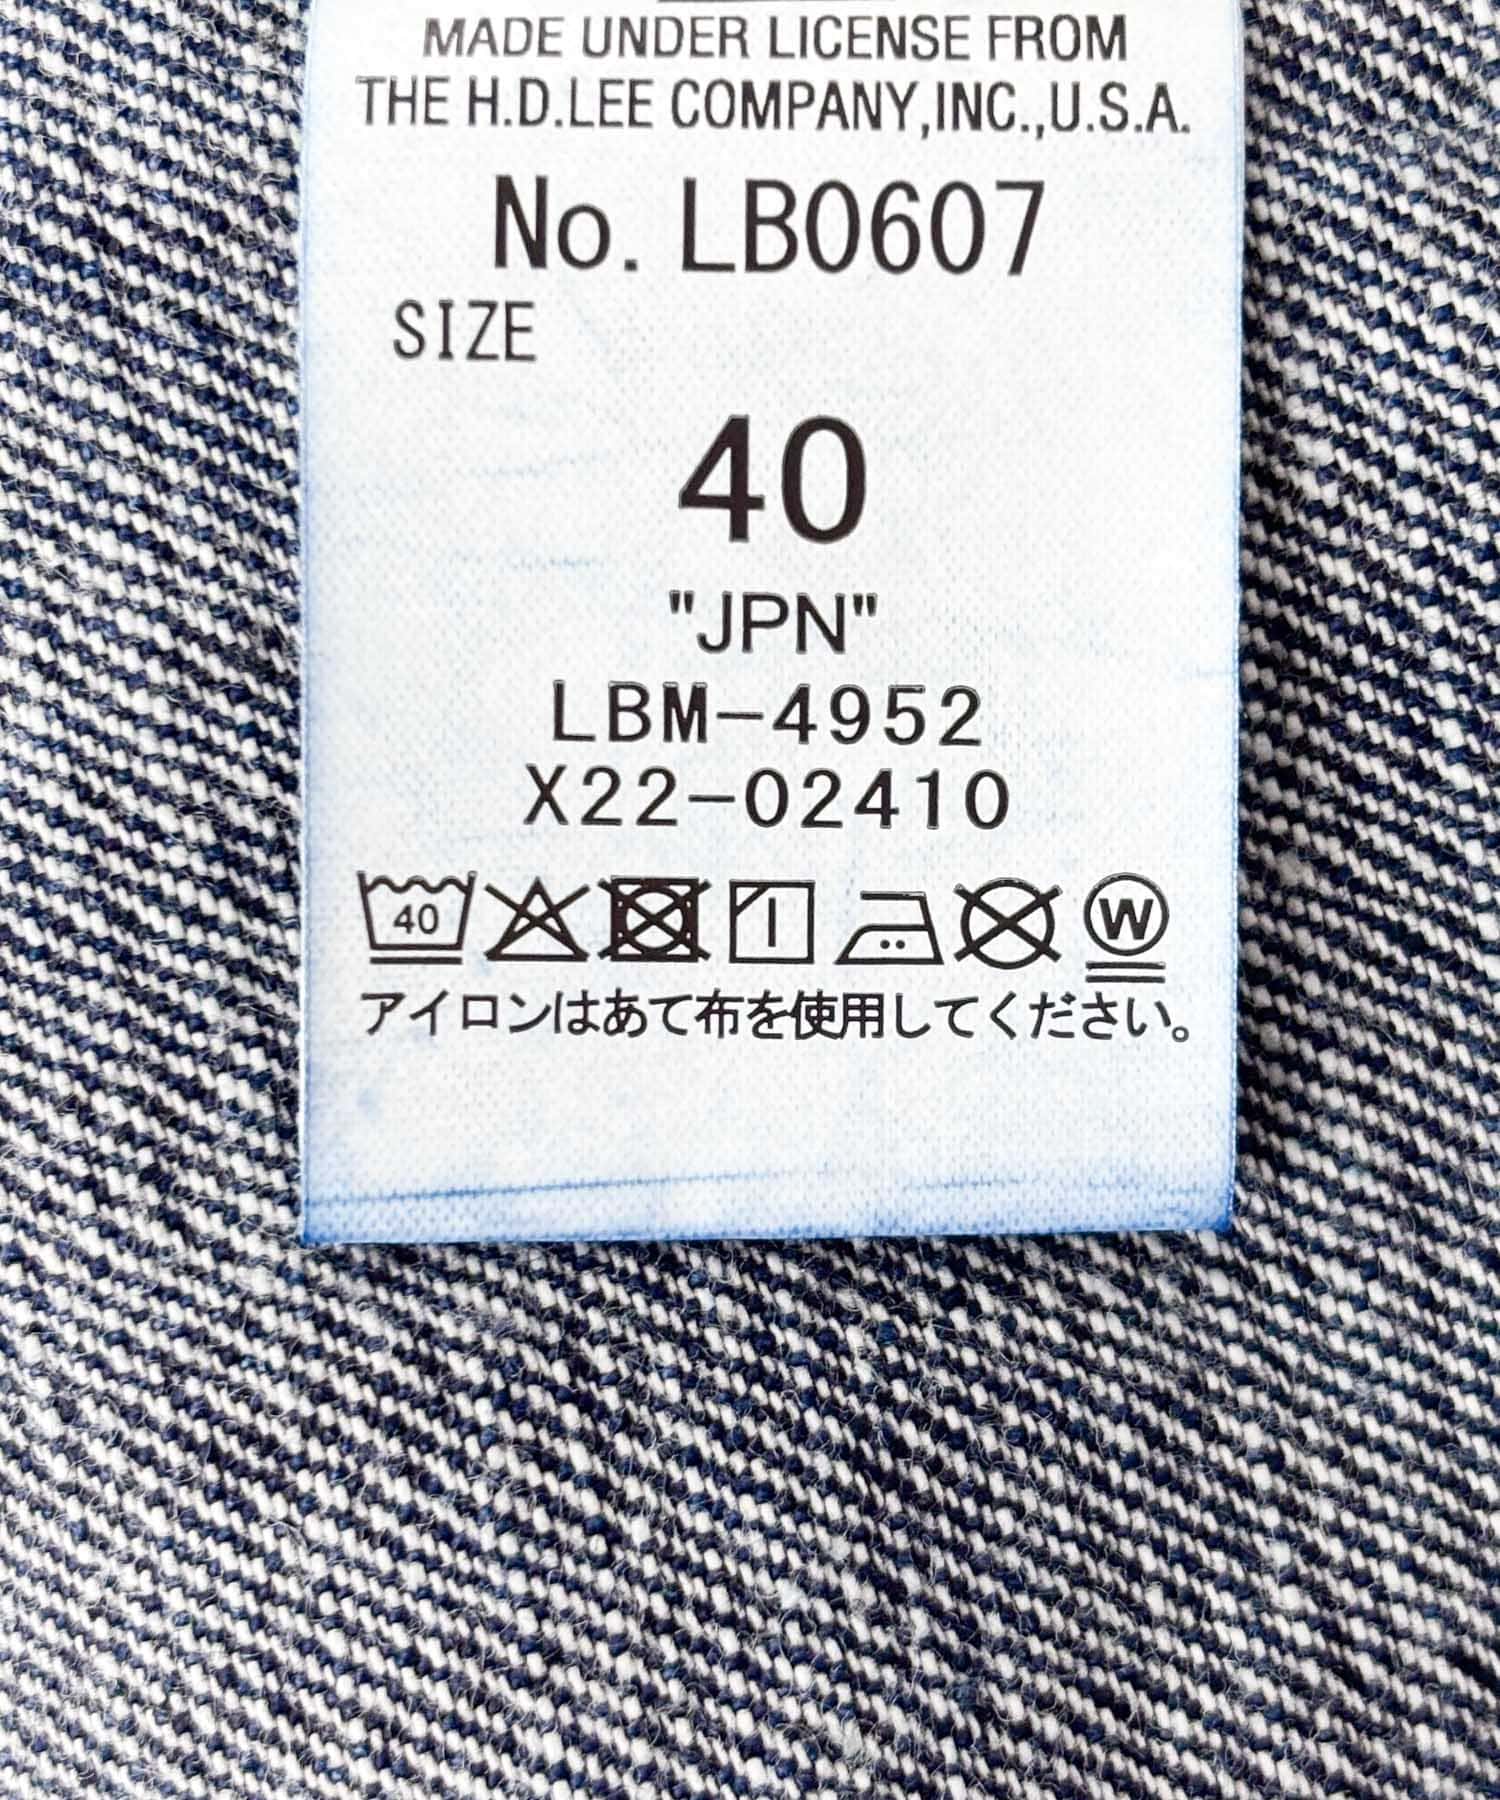 MADE UNDER LICENSE FROM
THE H.D.LEE COMPANY,INC.,U.S.A.
No. LB0607
SIZE
40
"JPN"
LBM-4952
X22-02410
40 W
アイロンはあて布を使用してください。